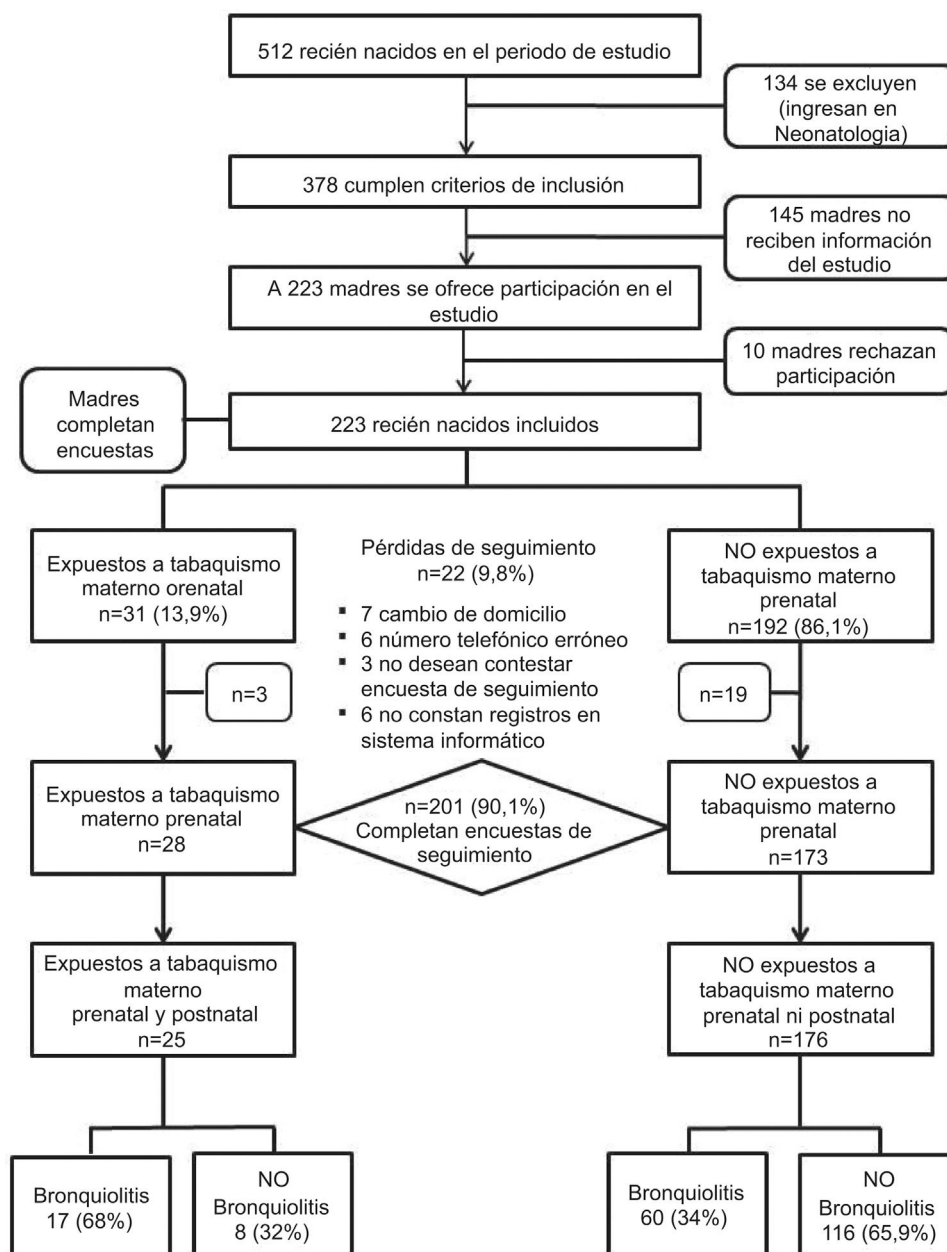 512 recién nacidos en el periodo de estudio
134 se excluyen
(ingresan en
Neonatologia)
378 cumplen criterios de inclusión
145 madres no
reciben información
del estudio
A 223 madres se ofrece participación en el
estudio
10 madres rechazan
participación
Madres
completan
encuestas
223 recién nacidos incluidos
Expuestos a tabaquismo
materno orenatal
n=31 (13,9%)
Pérdidas de seguimiento
n=22 (9,8%)
▪ 7 cambio de domicilio
▪ 6 número telefónico erróneo
▪ 3 no desean contestar
encuesta de seguimiento
▪ 6 no constan registros en
sistema informático
NO expuestos a
tabaquismo materno
prenatal
n=192 (86,1%)
n=3
n=19
Expuestos a tabaquismo
materno prenatal
n=28
n=201 (90,1%)
Completan encuestas de
seguimiento
NO expuestos a
tabaquismo materno
prenatal
n=173
Expuestos a tabaquismo
materno
prenatal y postnatal
n=25
NO expuestos a
tabaquismo materno
prenatal ni postnatal
n=176
Bronquiolitis
17 (68%)
NO
Bronquiolitis
8 (32%)
Bronquiolitis
60 (34%)
NO
Bronquiolitis
116 (65,9%)